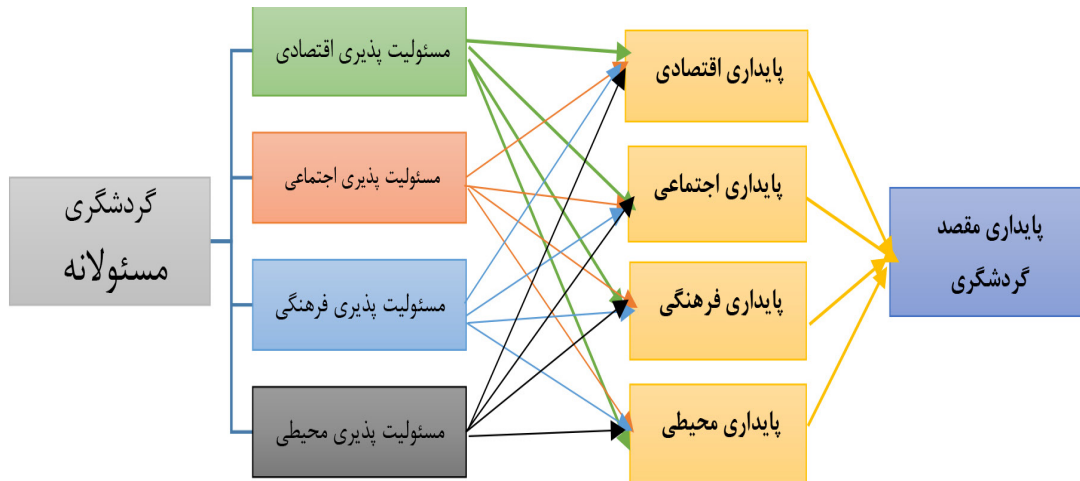 گردشگری
مسئولانه
مسئولیت پذیری اقتصادی
مسئولیت پذیری اجتماعی
مسئولیت پذیری فرهنگی
مسئولیت پذیری محیطی
پایداری اقتصادی
پایداری اجتماعی
پایداری فرهنگی
پایداری محیطی
پایداری مقصد
گردشگری